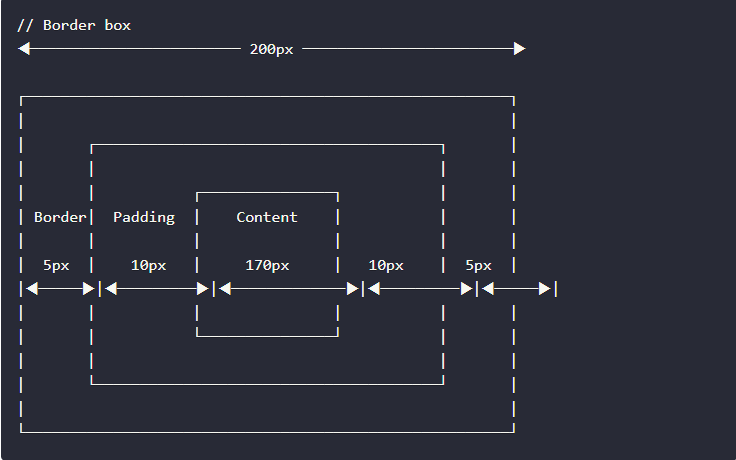 // Border box
200px
Border Padding Content
5px 10px 170px 10px 5px